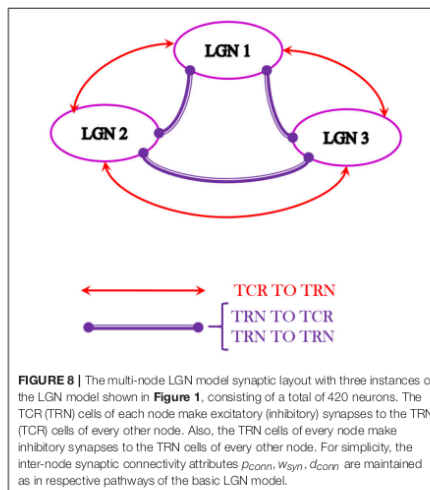 LGN 1
LGN 2
LGN 3
TCR TO TRN
TRN TO TCR
TRN TO TRN
FIGURE 8 | The multi-node LGN model synaptic layout with three instances of
the LGN model shown in Figure 1, consisting of a total of 420 neurons. The
TCR (TRN) cells of each node make excitatory (inhibitory) synapses to the TRN
(TCR) cells of every other node. Also, the TRN cells of every node make
inhibitory synapses to the TRN cells of every other node. For simplicity, the
inter-node synaptic connectivity attributes pconn, wsyn, dconn are maintained
as in respective pathways of the basic LGN model.